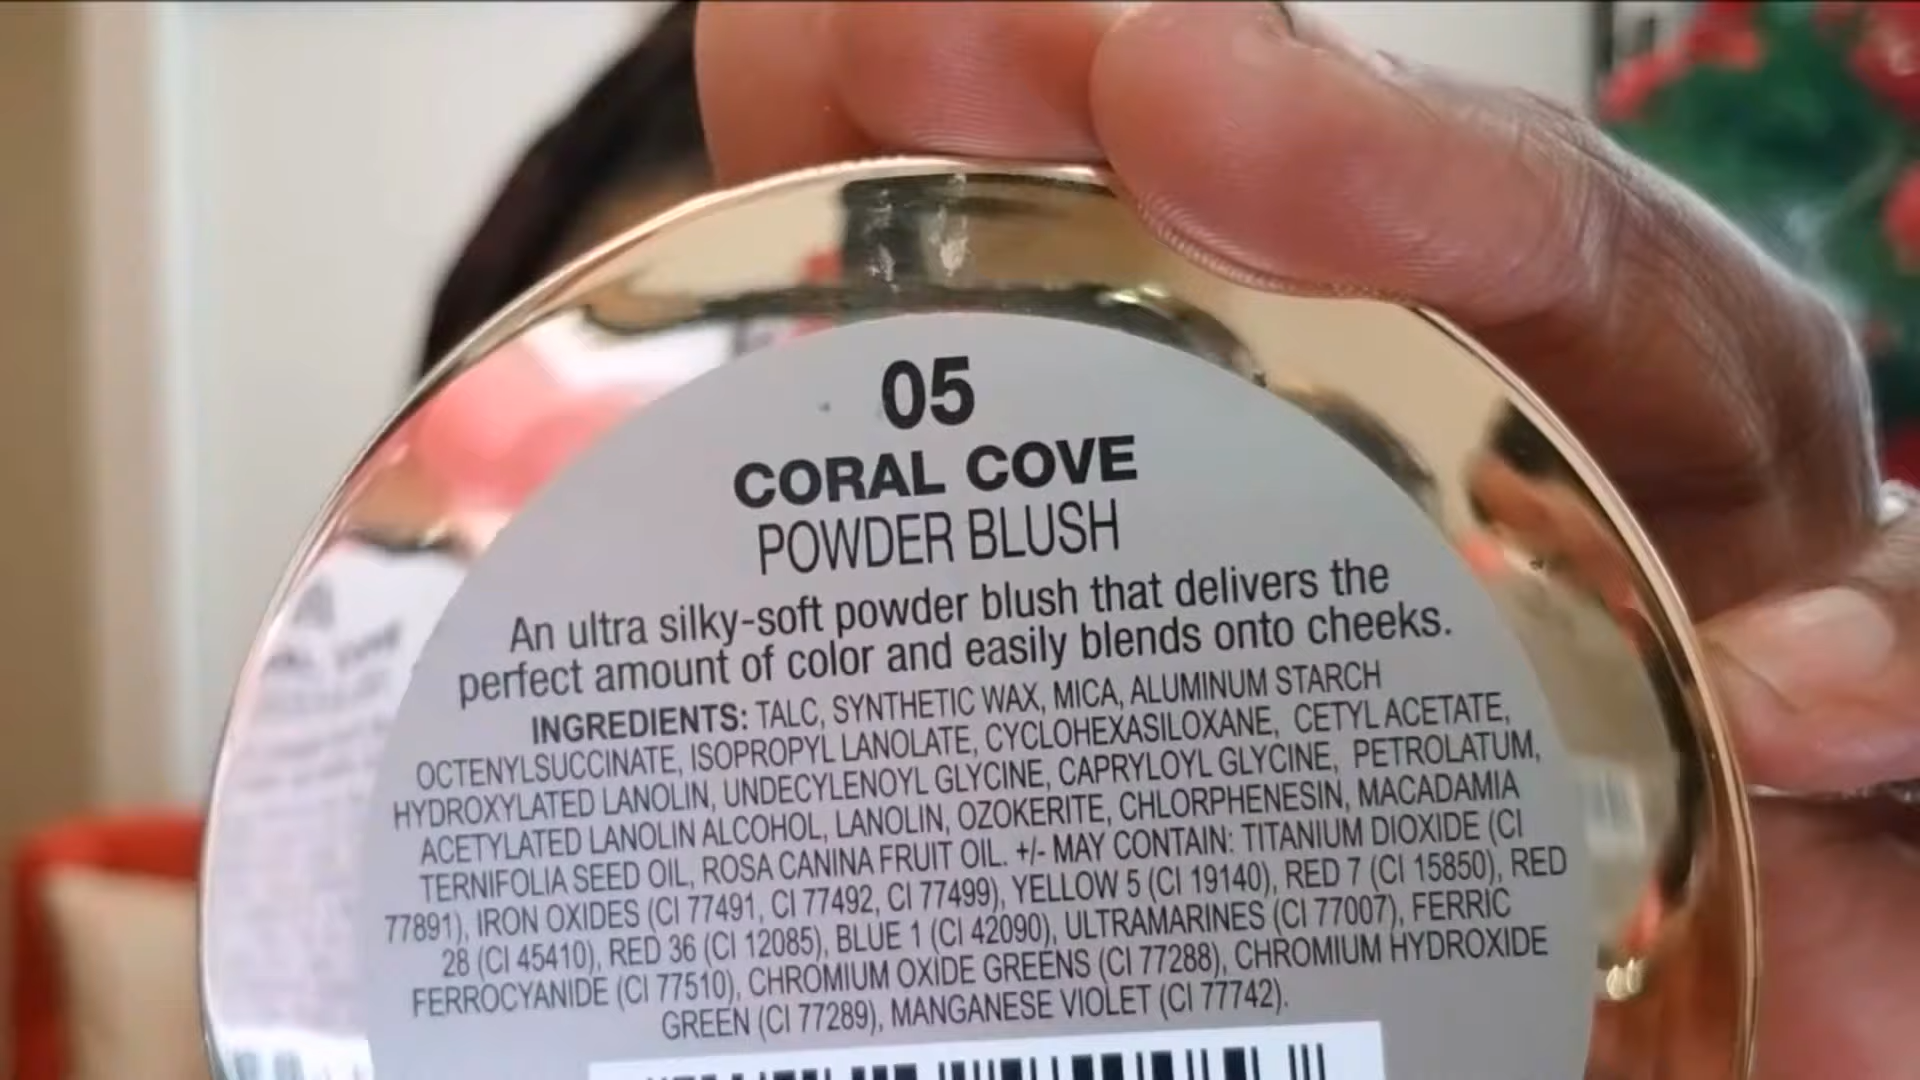 05
CORAL COVE
POWDER BLUSH
An ultra silky-soft powder blush that delivers the
perfect amount of color and easily blends onto cheeks.
INGREDIENTS: TALC, SYNTHETIC WAX, MICA, ALUMINUM STARCH
OCTENYLSUCCINATE, ISOPROPYL LANOLATE, CYCLOHEXASILOXANE, CETYL ACETATE,
HYDROXYLATED LANOLIN, UNDECYLENOYL GLYCINE, CAPRYLOYL GLYCINE, PETROLATUM,
ACETYLATED LANOLIN ALCOHOL, LANOLIN, OZOKERITE, CHLORPHENESIN, MACADAMIA
TERNIFOLIA SEED OIL, ROSA CANINA FRUIT OIL. +/- MAY CONTAIN: TITANIUM DIOXIDE (CI
77891), IRON OXIDES (CI 77491, CI 77492, CI 77499), YELLOW 5 (CI 19140), RED 7 (CI 15850), RED
28 (CI 45410), RED 36 (CI 12085), BLUE 1 (CI 42090), ULTRAMARINES (CI 77007), FERRIC
FERROCYANIDE (CI 77510), CHROMIUM OXIDE GREENS (CI 77288), CHROMIUM HYDROXIDE
GREEN (CI 77289), MANGANESE VIOLET (CI 77742).